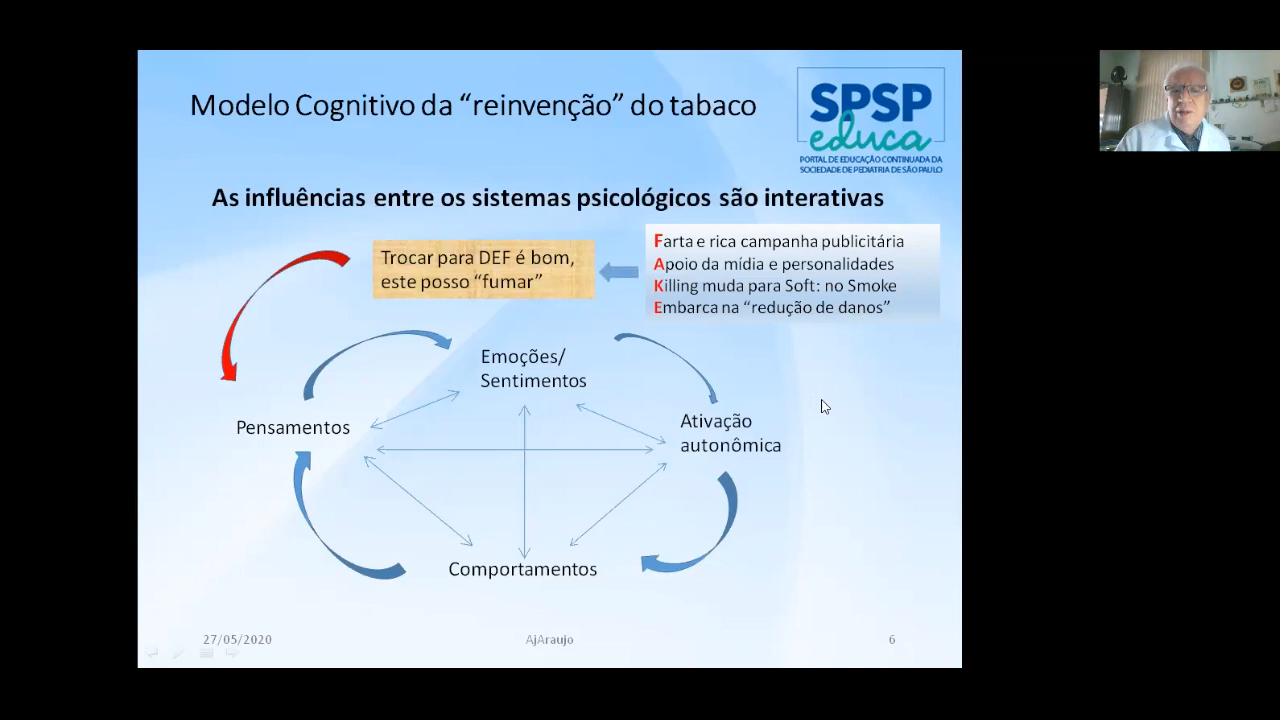 Modelo Cognitivo da “reinvenção” do tabaco
SPSP
educa
PORTAL DE EDUCAÇÃO CONTINUADA DA
SOCIEDADE DE PEDIATRIA DE SÃO PAULO
As influências entre os sistemas psicológicos são interativas
Trocar para DEF é bom,
este posso “fumar”
Farta e rica campanha publicitária
Apoio da mídia e personalidades
Killing muda para Soft: no Smoke
Embarca na “redução de danos”
Emoções/
Sentimentos
Pensamentos
Ativação
autonômica
Comportamentos
27/05/2020
AjAraujo
6